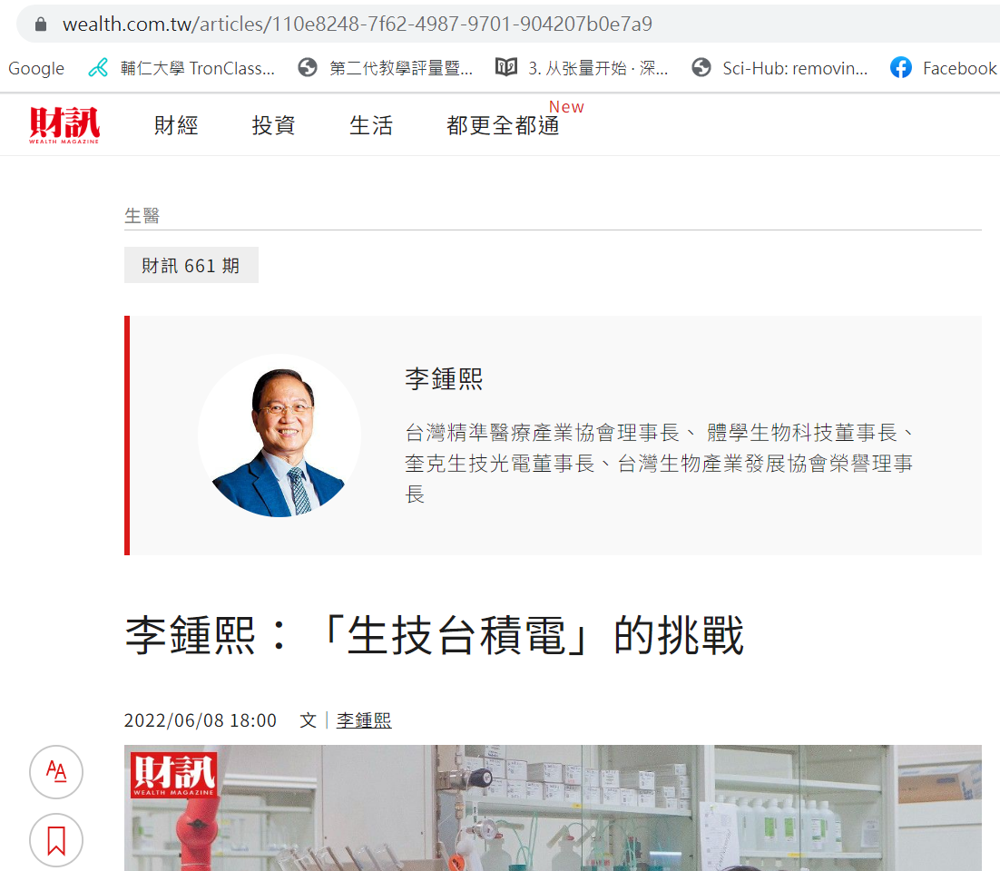 wealth.com.tw/articles/110e8248-7f62-4987-9701-904207b0e7a9
Google 輔仁大學 TronClass... 第二代教學評量暨... 3. 从张量开始 · 深... Sci-Hub: removin... Facebook
財訊
WEALTH MAGAZINE
財經 投資 生活 都更全都通 New
生醫
財訊 661 期
李鍾熙
台灣精準醫療產業協會理事長、 體學生物科技董事長、
奎克生技光電董事長、台灣生物產業發展協會榮譽理事
長
李鍾熙：「生技台積電」的挑戰
2022/06/08 18:00 文｜李鍾熙
AA
財訊
WEALTH MAGAZINE